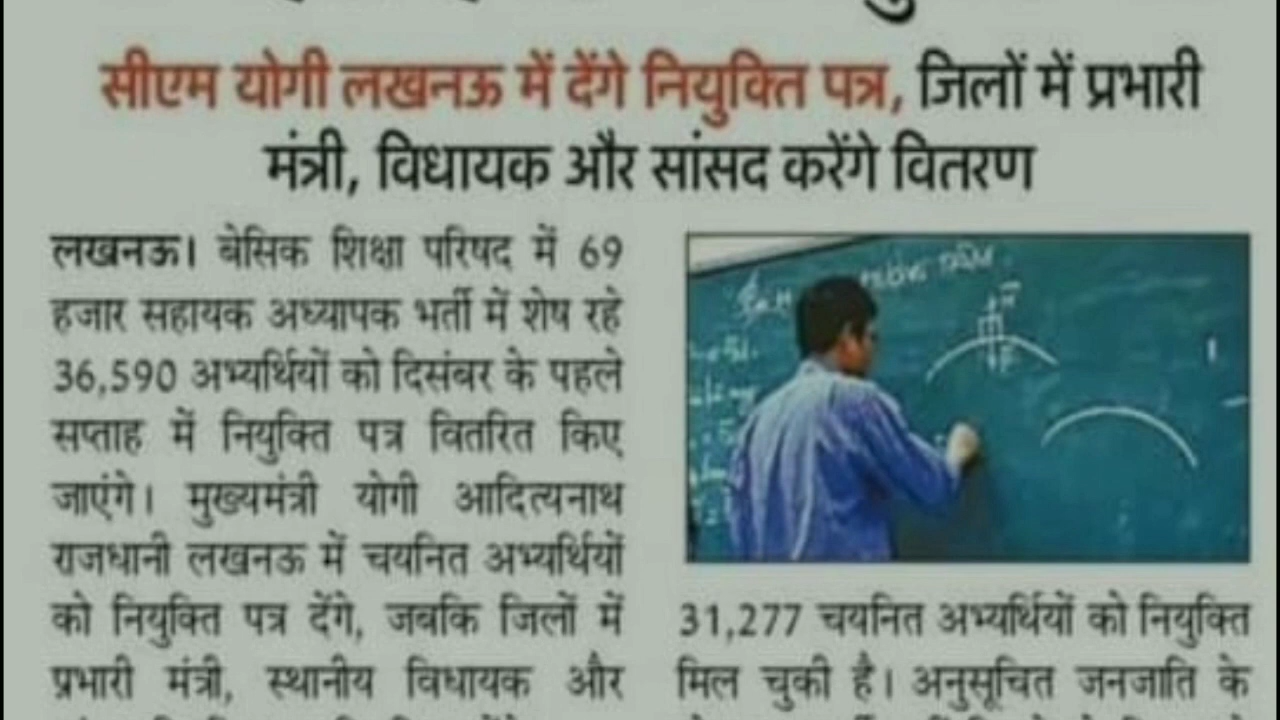 सीएम योगी लखनऊ में देंगे नियुक्ति पत्र, जिलों में प्रभारी
मंत्री, विधायक और सांसद करेंगे वितरण
लखनऊ। बेसिक शिक्षा परिषद में 69
हजार सहायक अध्यापक भर्ती में शेष रहे
36,590 अभ्यर्थियों को दिसंबर के पहले
सप्ताह में नियुक्ति पत्र वितरित किए
जाएंगे। मुख्यमंत्री योगी आदित्यनाथ
राजधानी लखनऊ में चयनित अभ्यर्थियों
को नियुक्ति पत्र देंगे, जबकि जिलों में
प्रभारी मंत्री, स्थानीय विधायक और
31,277 चयनित अभ्यर्थियों को नियुक्ति
मिल चुकी है। अनुसूचित जनजाति के